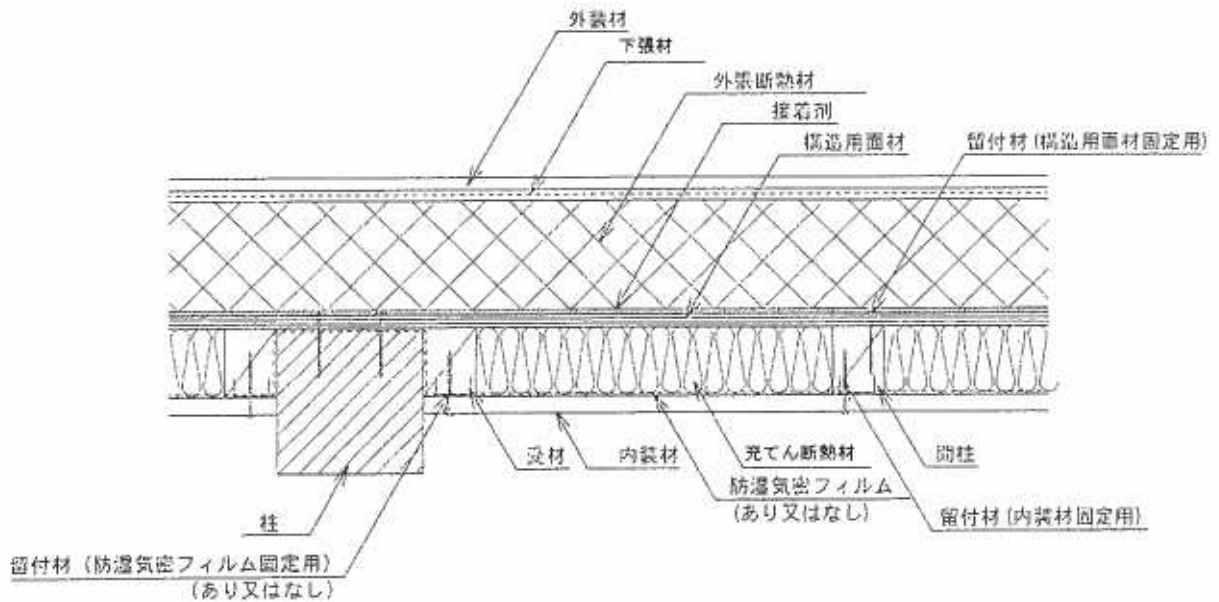 外装材
下張材
外張断熱材
接着剤
構造用面材
留付材(構造用面材固定用)
受材
内装材
充てん断熱材
間柱
防湿気密フィルム
(あり又はなし)
留付材(内装材固定用)
柱
留付材(防湿気密フィルム固定用)
(あり又はなし)